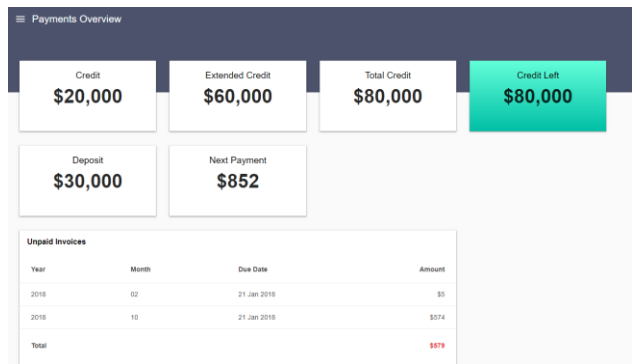 Payments Overview
Credit
$20,000
Extended Credit
$60,000
Total Credit
$80,000
Credit Left
$80,000
Deposit
$30,000
Next Payment
$852
Unpaid Invoices
Year Month Due Date Amount
2018 02 21 Jan 2018 $5
2018 10 21 Jan 2018 $574
Total $579